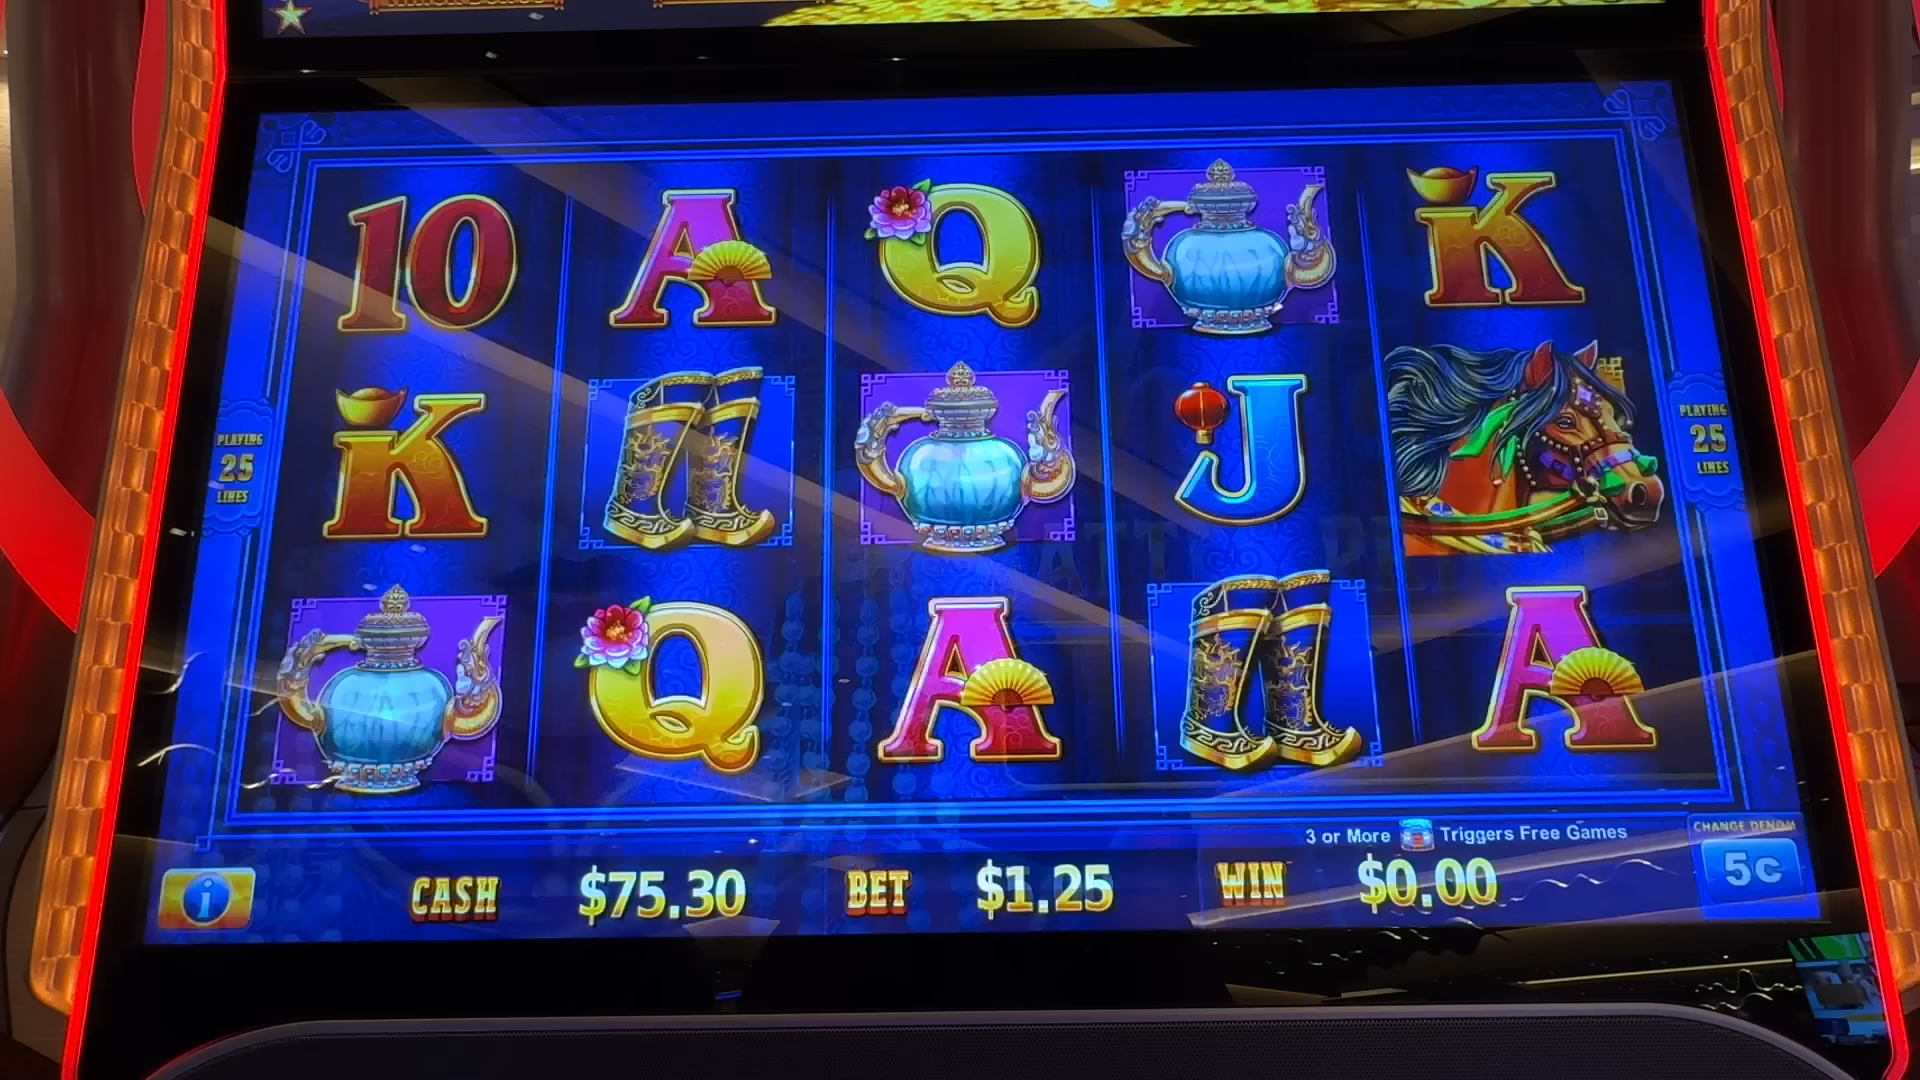 10 A Q K
K J
Q A A
PLAYING
25
LINES
PLAYING
25
LINES
3 or More Triggers Free Games
CHANGE DENOM
5¢
i CASH $75.30 BET $1.25 WIN $0.00